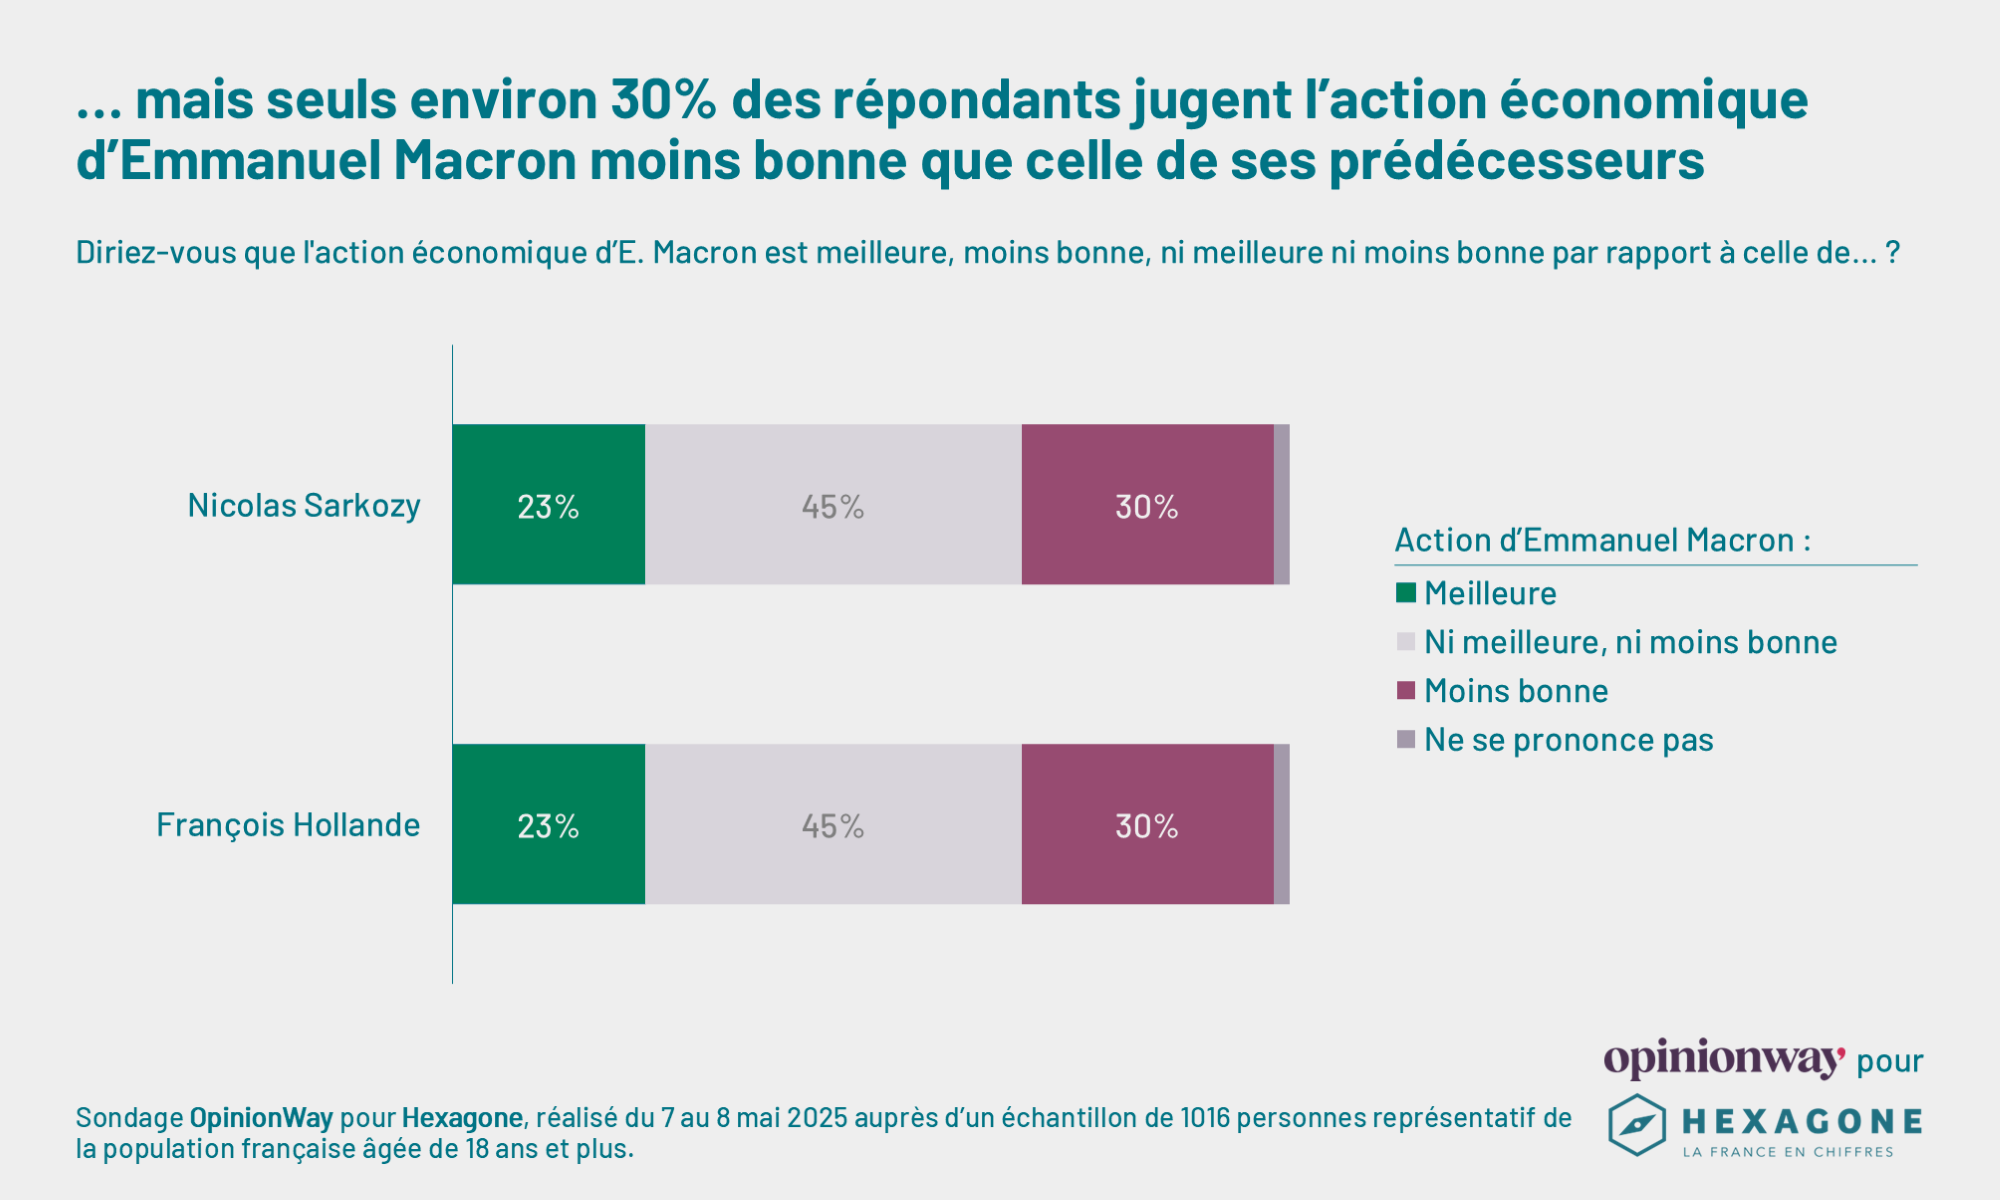 … mais seuls environ 30% des répondants jugent l’action économique
d’Emmanuel Macron moins bonne que celle de ses prédécesseurs
Diriez-vous que l'action économique d’E. Macron est meilleure, moins bonne, ni meilleure ni moins bonne par rapport à celle de… ?
Nicolas Sarkozy
23%
45%
30%
François Hollande
23%
45%
30%
Action d’Emmanuel Macron :
Meilleure
Ni meilleure, ni moins bonne
Moins bonne
Ne se prononce pas
Sondage OpinionWay pour Hexagone, réalisé du 7 au 8 mai 2025 auprès d’un échantillon de 1016 personnes représentatif de
la population française âgée de 18 ans et plus.
opinionway pour
HEXAGONE
LA FRANCE EN CHIFFRES